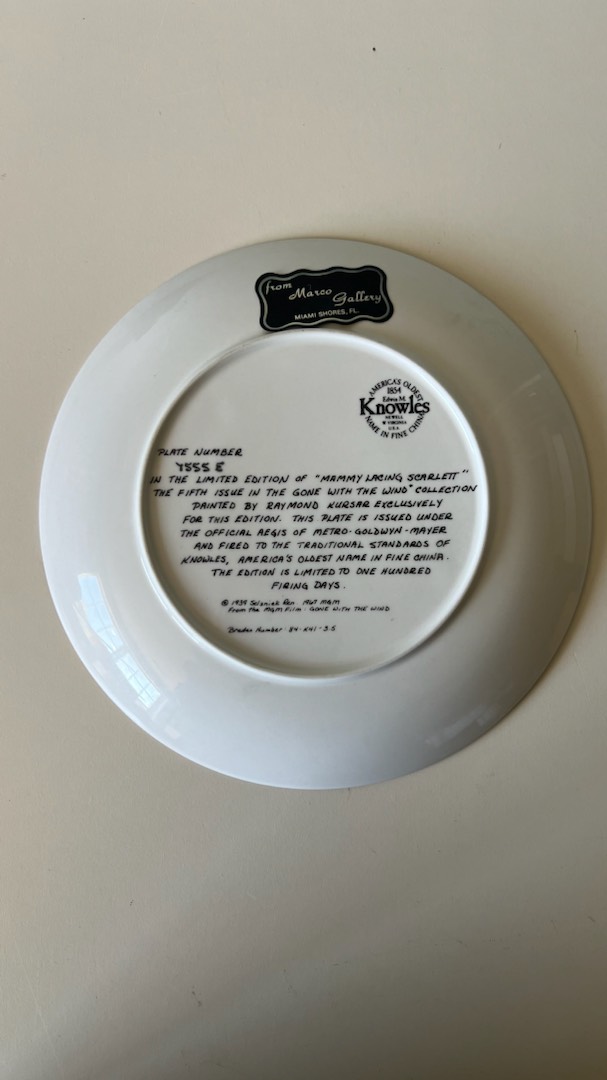 from
Marco
Gallery
MIAMI SHORES, FL.
AMERICA'S OLDEST
1854
Edwin M.
Knowles
NEWELL
W. VIRGINIA
U.S.A.
NAME IN FINE CHINA
PLATE NUMBER
IN THE LIMITED EDITION OF "MAMMY LACING SCARLETT"
THE FIFTH ISSUE IN THE GONE WITH THE WIND" COLLECTION
PAINTED BY RAYMOND KURSAR EXCLUSIVELY
FOR THIS EDITION. THIS PLATE IS ISSUED UNDER
THE OFFICIAL AEGIS OF METRO-GOLDWYN-MAYER
AND FIRED TO THE TRADITIONAL STANDARDS OF
KNOWLES, AMERICA'S OLDEST NAME IN FINE CHINA.
THE EDITION IS LIMITED TO ONE HUNDRED
FIRING DAYS.
© 1939 Selznick Ren. 1967 MGM
From the MGM Film · GONE WITH THE WIND
Bradex Number · 84-K41-3.5